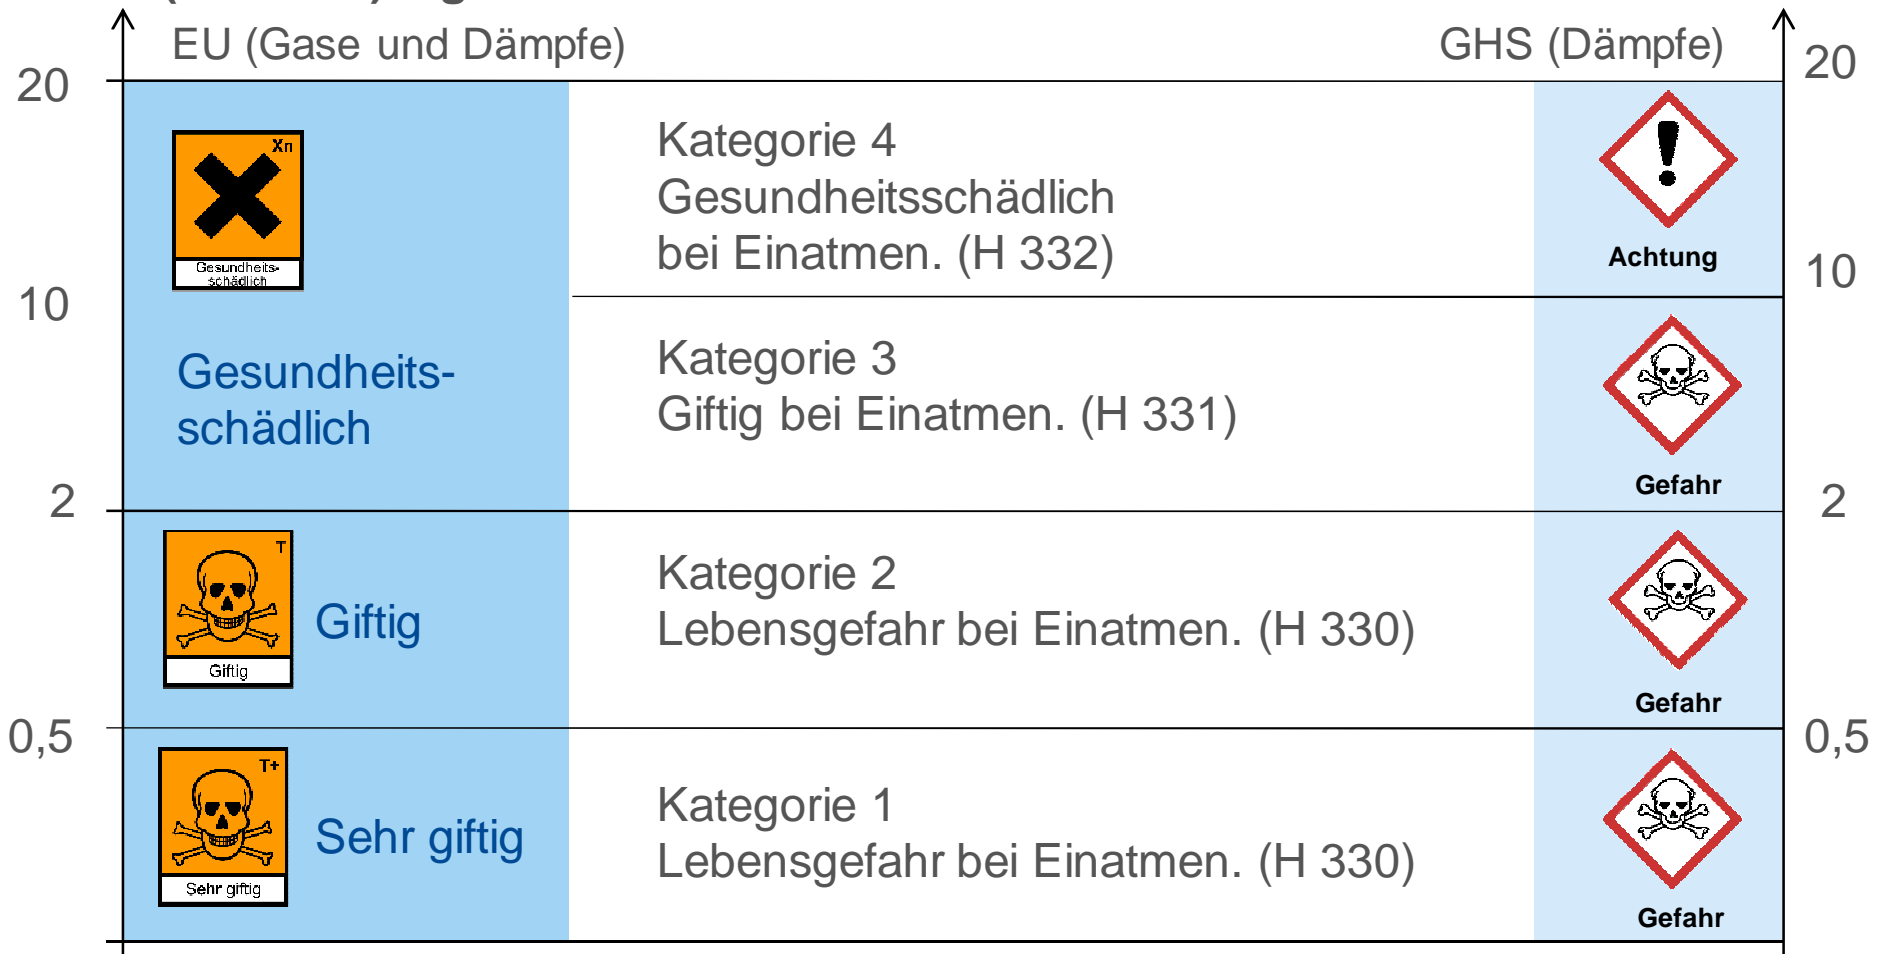 EU (Gase und Dämpfe)
GHS (Dämpfe)
20
20
Xn
Gesundheits-
schädlich
Kategorie 4
Gesundheitsschädlich
bei Einatmen. (H 332)
Achtung
10
10
Gesundheits-
schädlich
Kategorie 3
Giftig bei Einatmen. (H 331)
Gefahr
2
2
T
Giftig
Giftig
Kategorie 2
Lebensgefahr bei Einatmen. (H 330)
Gefahr
0,5
0,5
T+
Sehr giftig
Sehr giftig
Kategorie 1
Lebensgefahr bei Einatmen. (H 330)
Gefahr